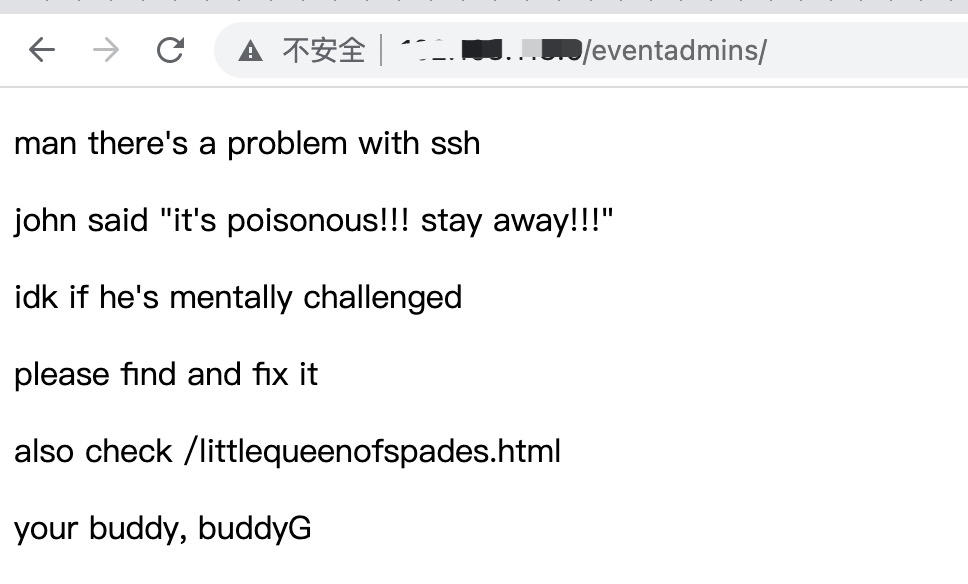 不安全
/eventadmins/
man there's a problem with ssh
john said "it's poisonous!!! stay away!!!"
idk if he's mentally challenged
please find and fix it
also check /littlequeenofspades.html
your buddy, buddyG